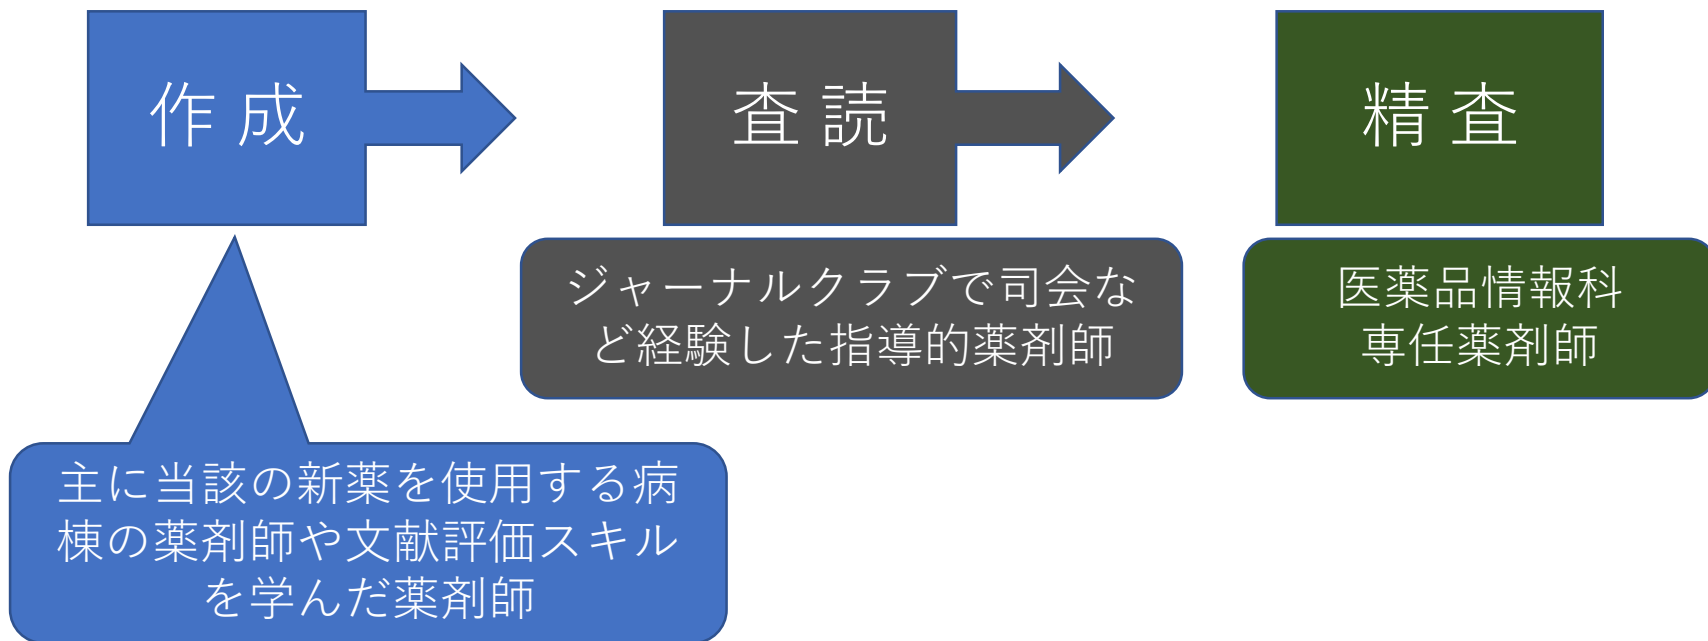 作 成
査 読
精 査
ジャーナルクラブで司会な
ど経験した指導的薬剤師
医薬品情報科
専任薬剤師
主に当該の新薬を使用する病
棟の薬剤師や文献評価スキル
を学んだ薬剤師